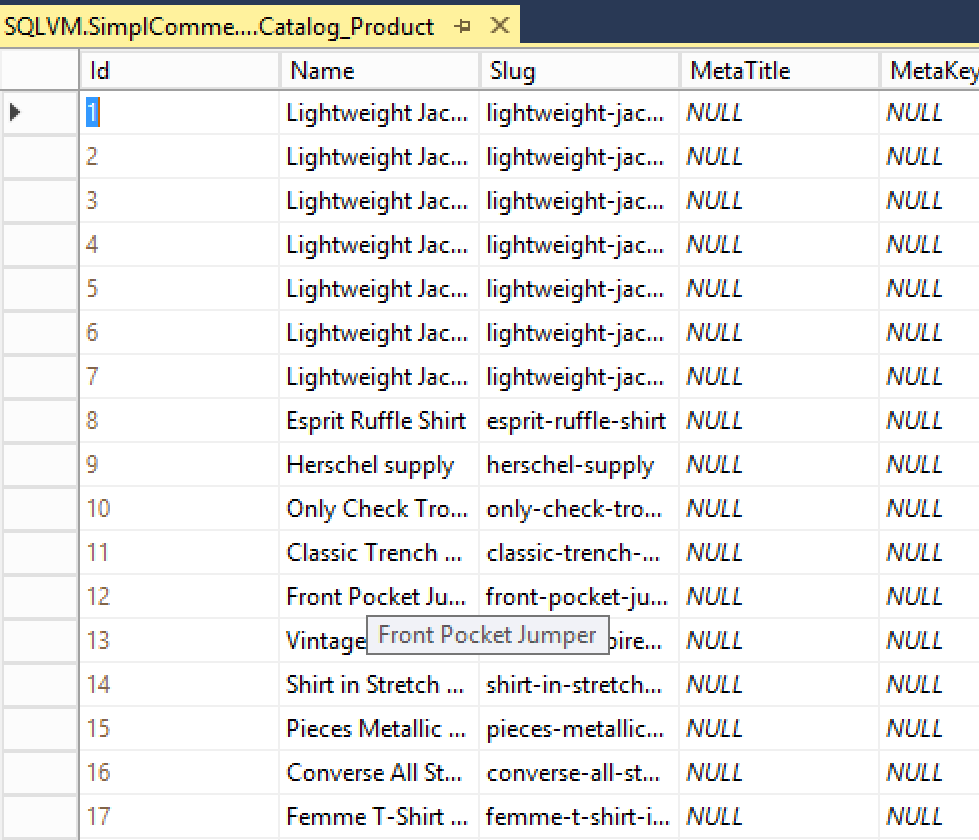 SQLVM.SimplComme....Catalog_Product
Id Name Slug MetaTitle MetaKey
1 Lightweight Jac... lightweight-jac... NULL NULL
2 Lightweight Jac... lightweight-jac... NULL NULL
3 Lightweight Jac... lightweight-jac... NULL NULL
4 Lightweight Jac... lightweight-jac... NULL NULL
5 Lightweight Jac... lightweight-jac... NULL NULL
6 Lightweight Jac... lightweight-jac... NULL NULL
7 Lightweight Jac... lightweight-jac... NULL NULL
8 Esprit Ruffle Shirt esprit-ruffle-shirt NULL NULL
9 Herschel supply herschel-supply NULL NULL
10 Only Check Tro... only-check-tro... NULL NULL
11 Classic Trench ... classic-trench-... NULL NULL
12 Front Pocket Ju... front-pocket-ju... NULL NULL
Front Pocket Jumper
13 Vintage pire... NULL NULL
14 Shirt in Stretch ... shirt-in-stretch... NULL NULL
15 Pieces Metallic ... pieces-metallic... NULL NULL
16 Converse All St... converse-all-st... NULL NULL
17 Femme T-Shirt ... femme-t-shirt-i... NULL NULL